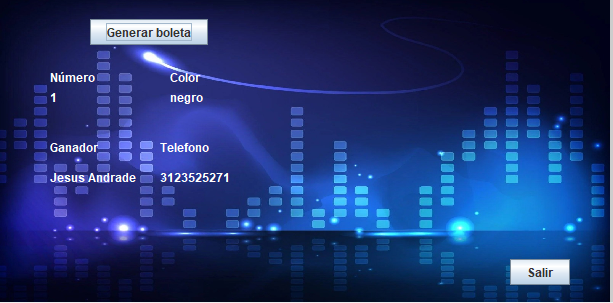 Generar boleta
Número Color
1 negro
Ganador Telefono
Jesus Andrade 3123525271
Salir